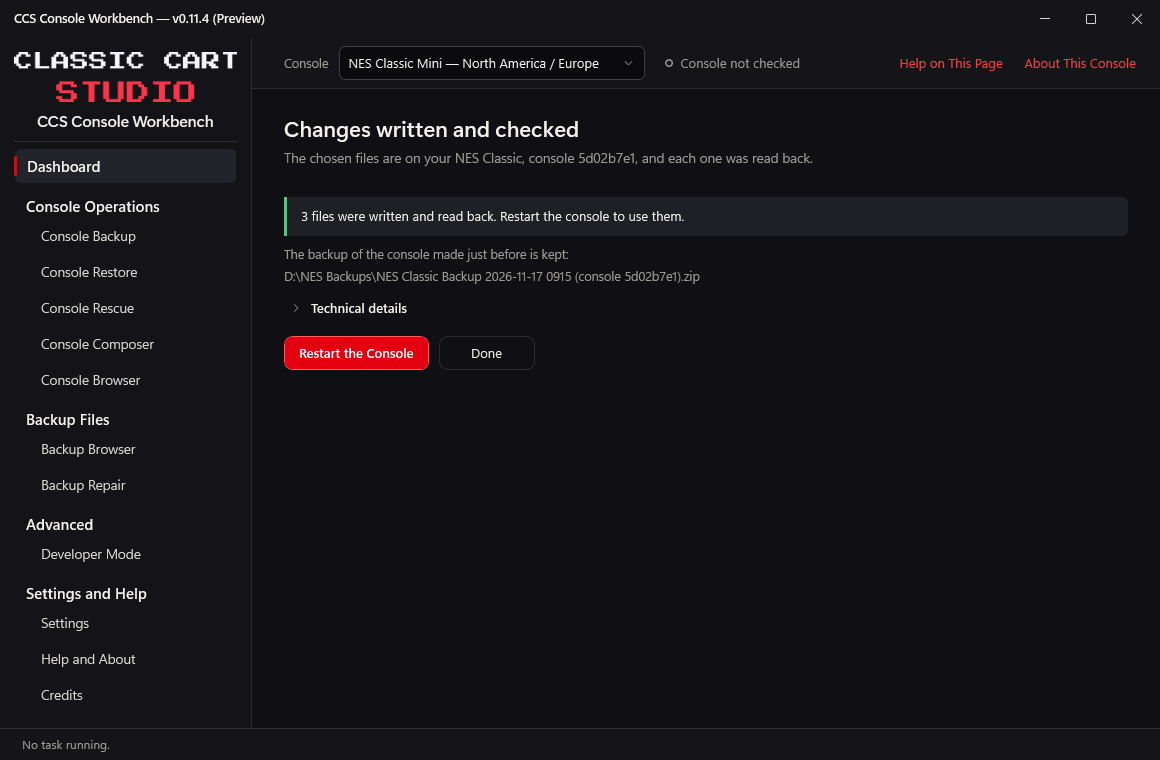 CCS Console Workbench — v0.11.4 (Preview)
CLASSIC CART
STUDIO
CCS Console Workbench
Dashboard
Console Operations
Console Backup
Console Restore
Console Rescue
Console Composer
Console Browser
Backup Files
Backup Browser
Backup Repair
Advanced
Developer Mode
Settings and Help
Settings
Help and About
Credits
Console
NES Classic Mini — North America / Europe
Console not checked
Help on This Page
About This Console
Changes written and checked
The chosen files are on your NES Classic, console 5d02b7e1, and each one was read back.
3 files were written and read back. Restart the console to use them.
The backup of the console made just before is kept:
D:\NES Backups\NES Classic Backup 2026-11-17 0915 (console 5d02b7e1).zip
Technical details
Restart the Console
Done
No task running.